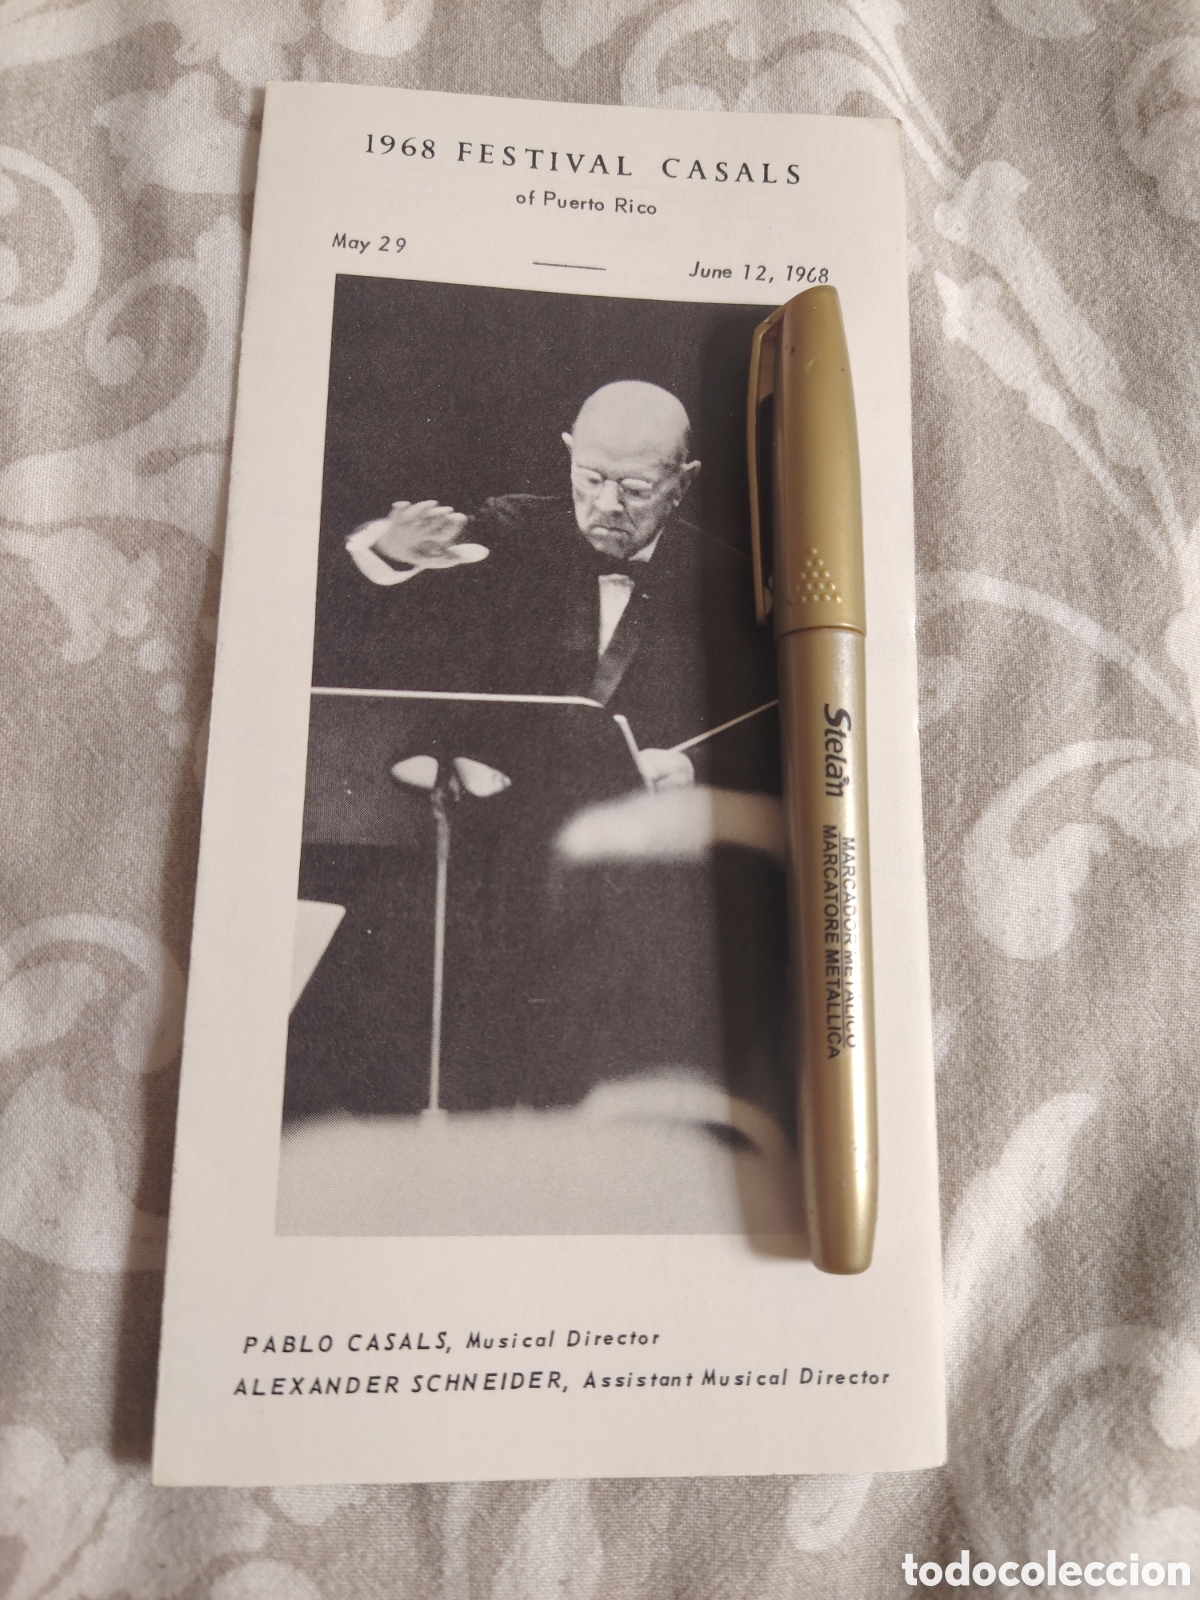 1968 FESTIVAL CASALS
of Puerto Rico
May 29
June 12, 1968
Stelan
MARCADOR METALICO
MARCATORE METALLICA
PABLO CASALS, Musical Director
ALEXANDER SCHNEIDER, Assistant Musical Director
todocoleccion